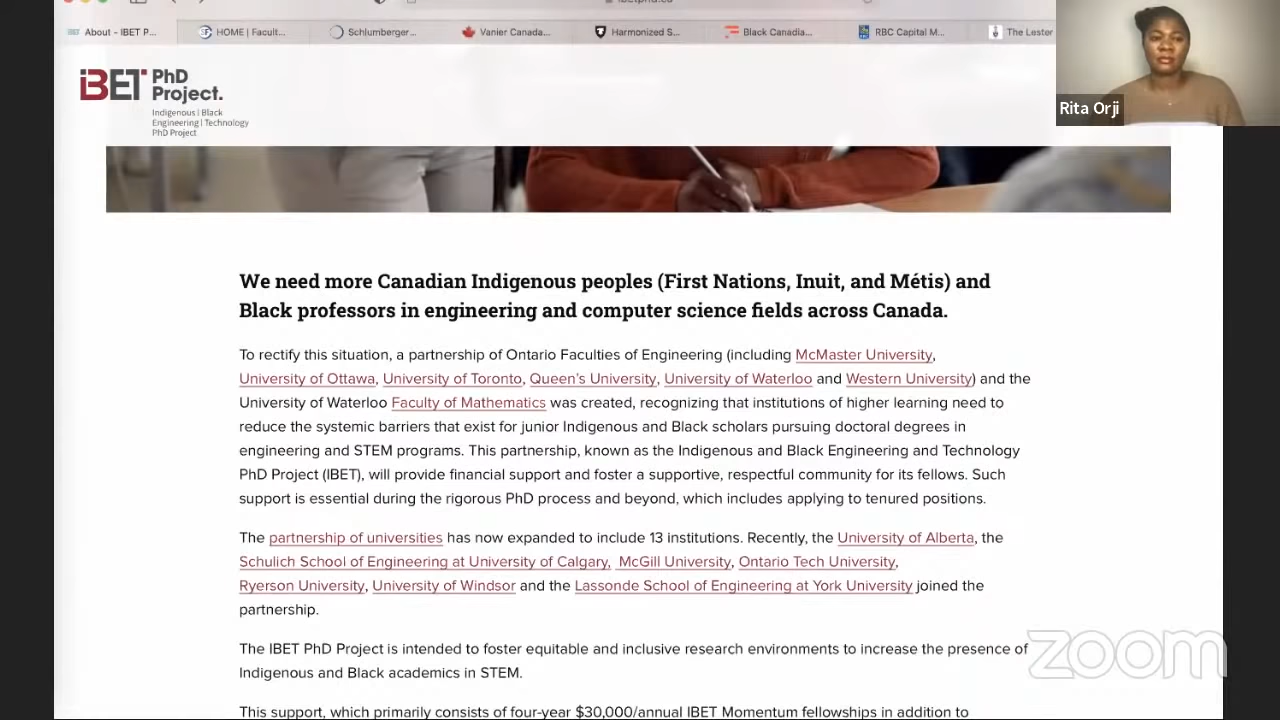 About – IBET P...
HOME | Facult...
Schlumberger...
Vanier Canada...
Harmonized S...
Black Canadia...
RBC Capital M...
The Lester
iBET PhD
Project.
Indigenous | Black
Engineering | Technology
PhD Project
Rita Orji
We need more Canadian Indigenous peoples (First Nations, Inuit, and Métis) and
Black professors in engineering and computer science fields across Canada.
To rectify this situation, a partnership of Ontario Faculties of Engineering (including McMaster University,
University of Ottawa, University of Toronto, Queen's University, University of Waterloo and Western University) and the
University of Waterloo Faculty of Mathematics was created, recognizing that institutions of higher learning need to
reduce the systemic barriers that exist for junior Indigenous and Black scholars pursuing doctoral degrees in
engineering and STEM programs. This partnership, known as the Indigenous and Black Engineering and Technology
PhD Project (IBET), will provide financial support and foster a supportive, respectful community for its fellows. Such
support is essential during the rigorous PhD process and beyond, which includes applying to tenured positions.
The partnership of universities has now expanded to include 13 institutions. Recently, the University of Alberta, the
Schulich School of Engineering at University of Calgary, McGill University, Ontario Tech University,
Ryerson University, University of Windsor and the Lassonde School of Engineering at York University joined the
partnership.
The IBET PhD Project is intended to foster equitable and inclusive research environments to increase the presence of
Indigenous and Black academics in STEM.
This support, which primarily consists of four-year $30,000/annual IBET Momentum fellowships in addition to
zoom